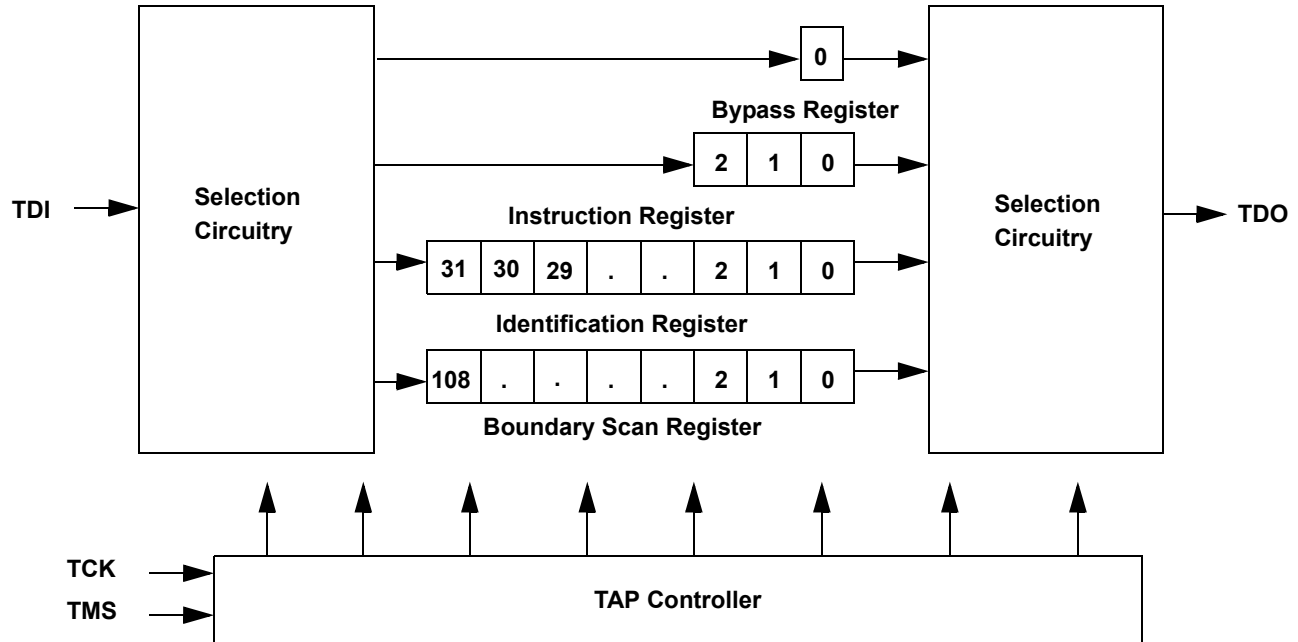 0
Bypass Register
2 1 0
TDI
Selection
Circuitry
Instruction Register
31 30 29 . . 2 1 0
Identification Register
108 . . . . 2 1 0
Boundary Scan Register
Selection
Circuitry
TDO
TCK
TMS
TAP Controller